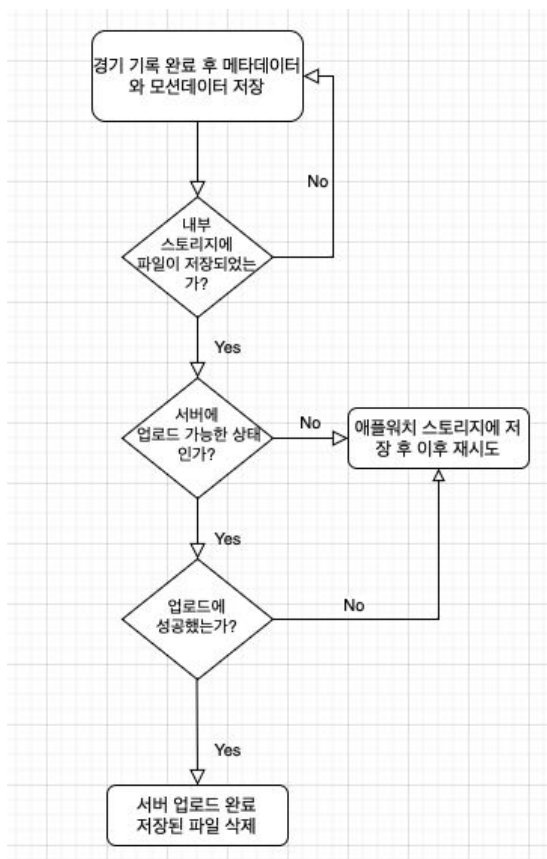 경기 기록 완료 후 메타데이터
와 모션데이터 저장
No
내부
스토리지에
파일이 저장되었는
가?
Yes
서버에
업로드 가능한 상태
인가?
No
애플워치 스토리지에 저
장 후 이후 재시도
Yes
업로드에
성공했는가?
No
Yes
서버 업로드 완료
저장된 파일 삭제